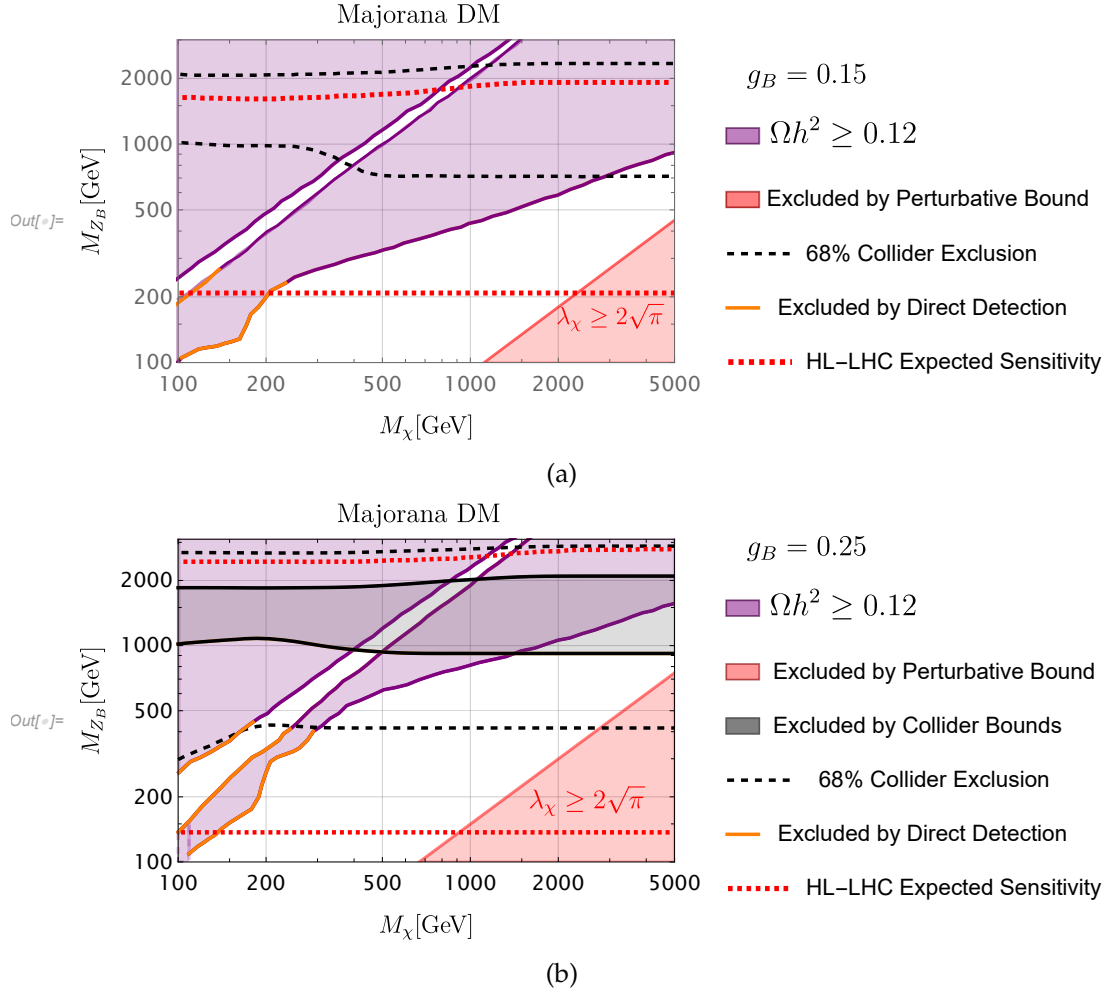 Majorana DM
2000
1000
500
200
100
100 200 500 1000 2000 5000
M_{Z_B}[GeV]
M_χ[GeV]
Out[∘]=
λ_χ ≥ 2√π
g_B = 0.15
Ωh² ≥ 0.12
Excluded by Perturbative Bound
68% Collider Exclusion
Excluded by Direct Detection
HL−LHC Expected Sensitivity
(a)
Majorana DM
2000
1000
500
200
100
100 200 500 1000 2000 5000
M_{Z_B}[GeV]
M_χ[GeV]
Out[∘]=
λ_χ ≥ 2√π
g_B = 0.25
Ωh² ≥ 0.12
Excluded by Perturbative Bound
Excluded by Collider Bounds
68% Collider Exclusion
Excluded by Direct Detection
HL−LHC Expected Sensitivity
(b)